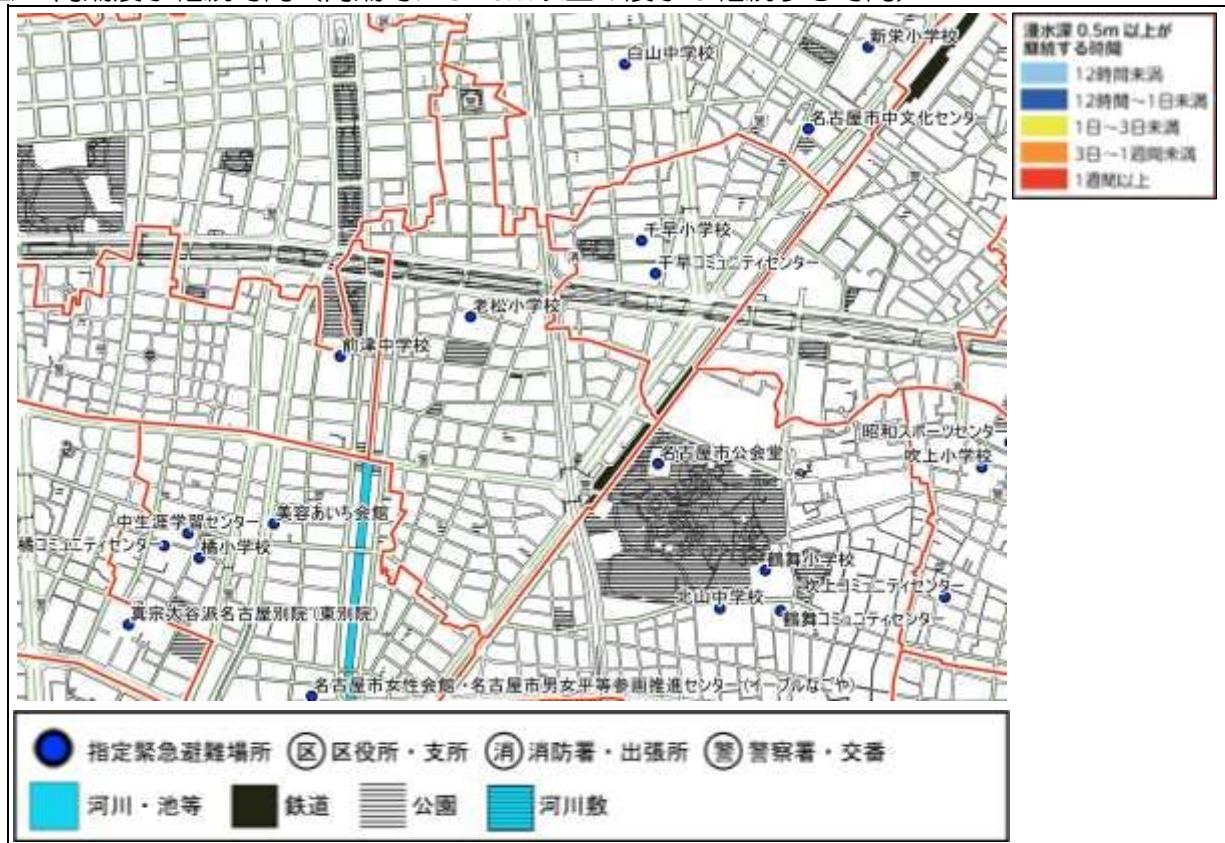 浸水深 0.5m 以上が
継続する時間
12時間未満
12時間～1日未満
1日～3日未満
3日～1週間未満
1週間以上
新栄小学校
白山中学校
名古屋市中文化センター
千早小学校
千早コミュニティセンター
老松小学校
前津中学校
昭和スポーツセンタ
名古屋市公会堂
吹上小学校
美容あいち会館
中生涯学習センター
橘コミュニティセンター
橘小学校
鶴舞小学校
吹上コミュニティセンター
北山中学校
鶴舞コミュニティセンター
真宗大谷派名古屋別院（東別院）
名古屋市女性会館・名古屋市男女平等参画推進センター（イーブルなごや）
指定緊急避難場所 区 区役所・支所 消 消防署・出張所 警 警察署・交番
河川・池等 鉄道 公園 河川敷